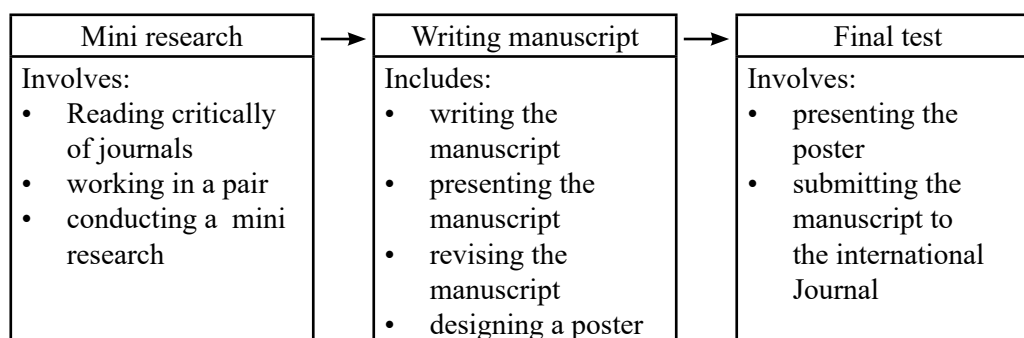 Mini research
Involves:
• Reading critically
of journals
• working in a pair
• conducting a mini
research
Writing manuscript
Includes:
• writing the
manuscript
• presenting the
manuscript
• revising the
manuscript
• designing a poster
Final test
Involves:
• presenting the
poster
• submitting the
manuscript to
the international
Journal